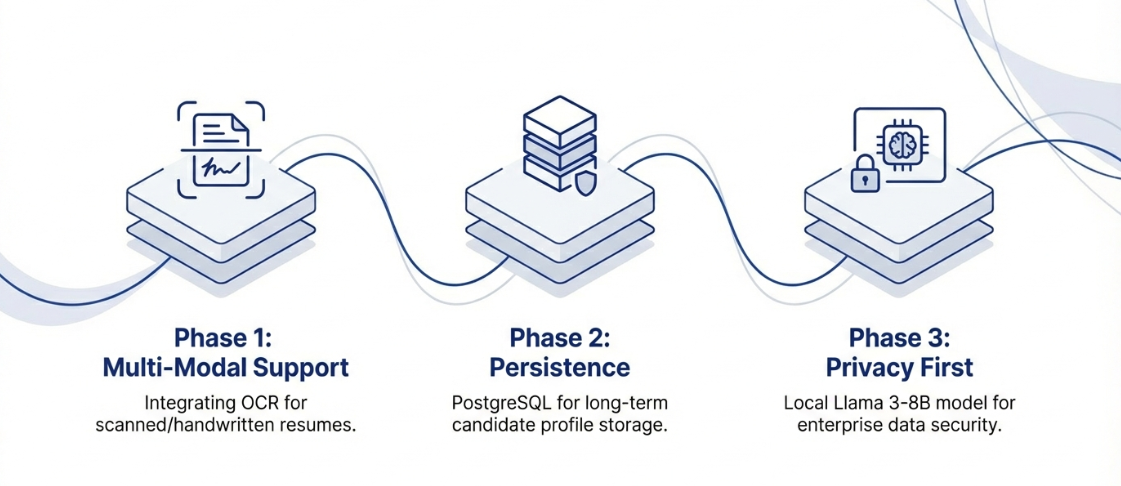 Phase 1:
Multi-Modal Support
Integrating OCR for
scanned/handwritten resumes.
Phase 2:
Persistence
PostgreSQL for long-term
candidate profile storage.
Phase 3:
Privacy First
Local Llama 3-8B model for
enterprise data security.